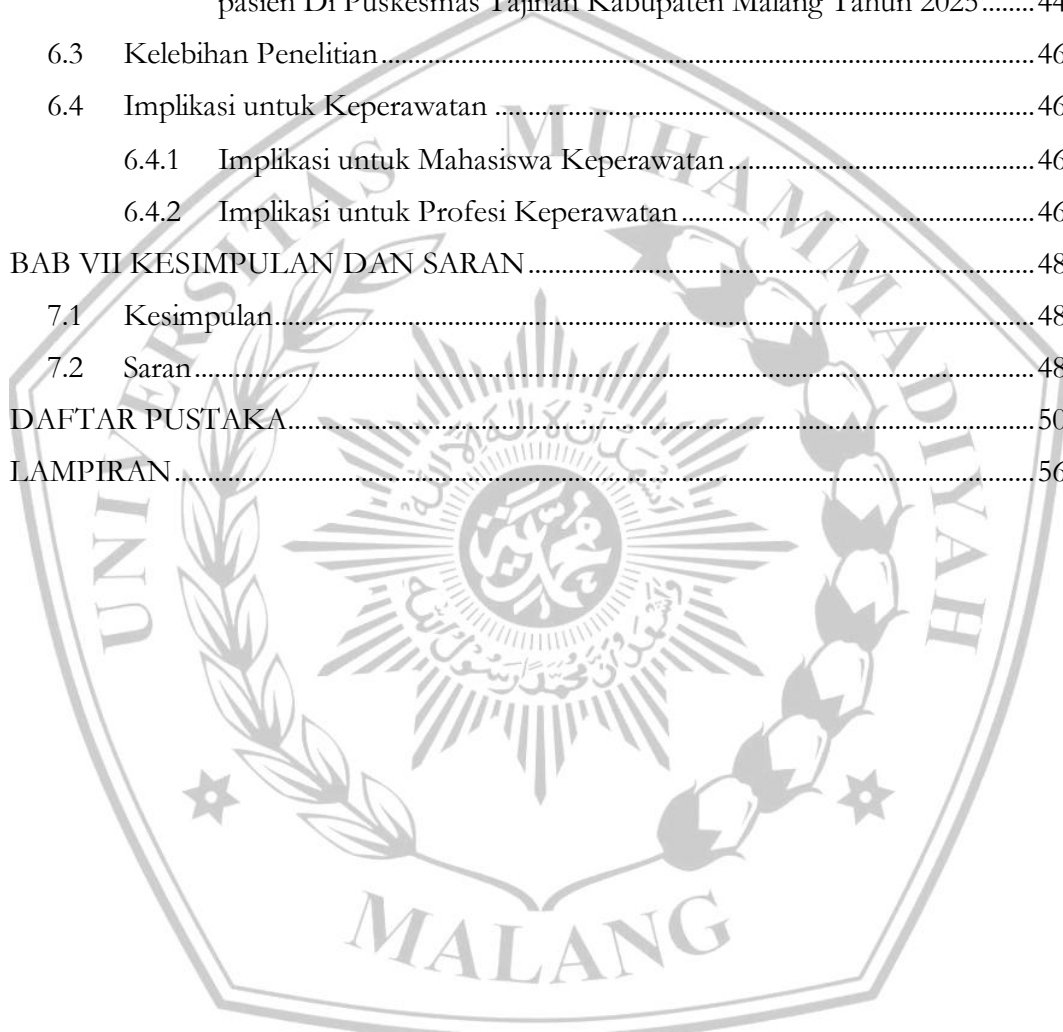 pasien Di Puskesmas Tajinan Kabupaten Malang Tahun 2025.......44
6.3 Kelebihan Penelitian....................46
6.4 Implikasi untuk Keperawatan....................46
6.4.1 Implikasi untuk Mahasiswa Keperawatan....................46
6.4.2 Implikasi untuk Profesi Keperawatan....................46
BAB VII KESIMPULAN DAN SARAN....................48
7.1 Kesimpulan....................48
7.2 Saran....................48
DAFTAR PUSTAKA....................50
LAMPIRAN....................56
UNIVERSITAS MUHAMMADIYAH
MALANG